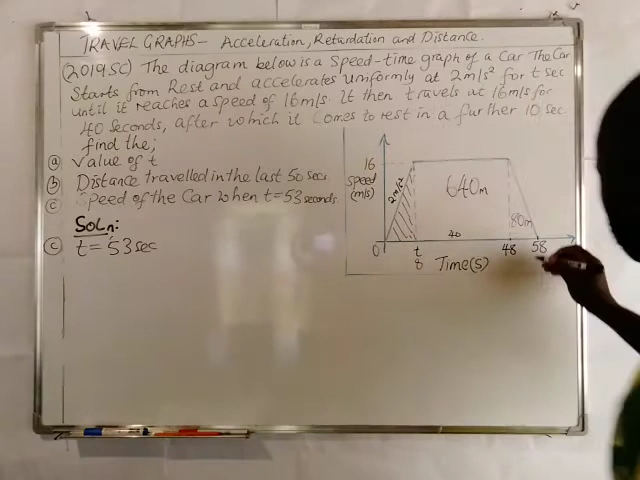 TRAVEL GRAPHS- Acceleration, Retardation and Distance.
(2019SC) The diagram below is a Speed-time graph of a Car The Car
Starts from Rest and accelerates uniformly at 2m/s² for t sec
until it reaches a speed of 16m/s. It then travels at 16m/s for
40 seconds, after which it comes to rest in a further 10 sec.
find the;
(a) Value of t
(b) Distance travelled in the last 50 sec.
(c) Speed of the Car when t=53 seconds
SoLn:
(c) t = 53sec
16
Speed
(m/s)
2m/s²
640m
80m
40
0
t
8
48
58
Time(s)